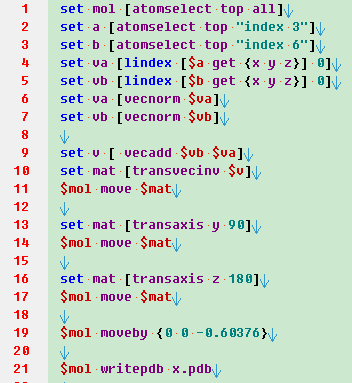 1 set mol [atomselect top all]↓
2 set a [atomselect top "index 3"]↓
3 set b [atomselect top "index 6"]↓
4 set va [lindex [$a get {x y z}] 0]↓
5 set vb [lindex [$b get {x y z}] 0]↓
6 set va [vecnorm $va]↓
7 set vb [vecnorm $vb]↓
8 ↓
9 set v [ vecadd $vb $va]↓
10 set mat [transvecinv $v]↓
11 $mol move $mat↓
12 ↓
13 set mat [transaxis y 90]↓
14 $mol move $mat↓
15 ↓
16 set mat [transaxis z 180]↓
17 $mol move $mat↓
18 ↓
19 $mol moveby {0 0 -0.60376}↓
20 ↓
21 $mol writepdb x.pdb↓